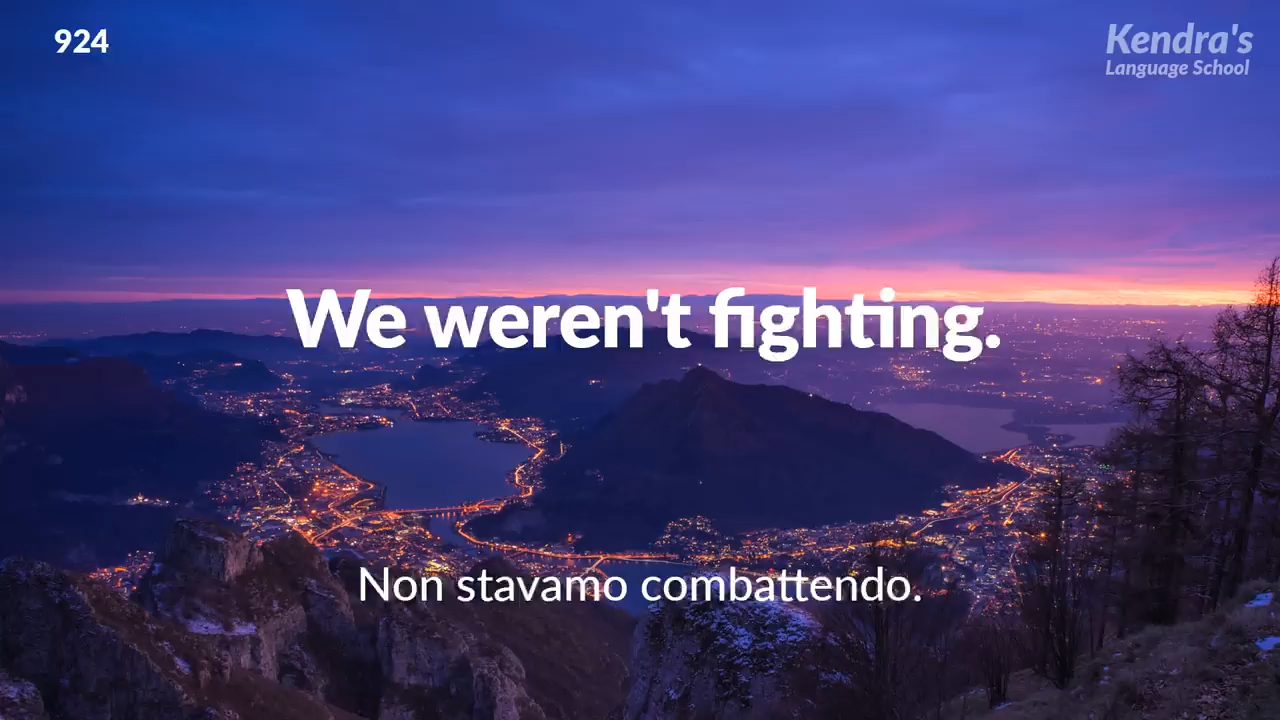 924
Kendra's
Language School
We weren't fighting.
Non stavamo combattendo.